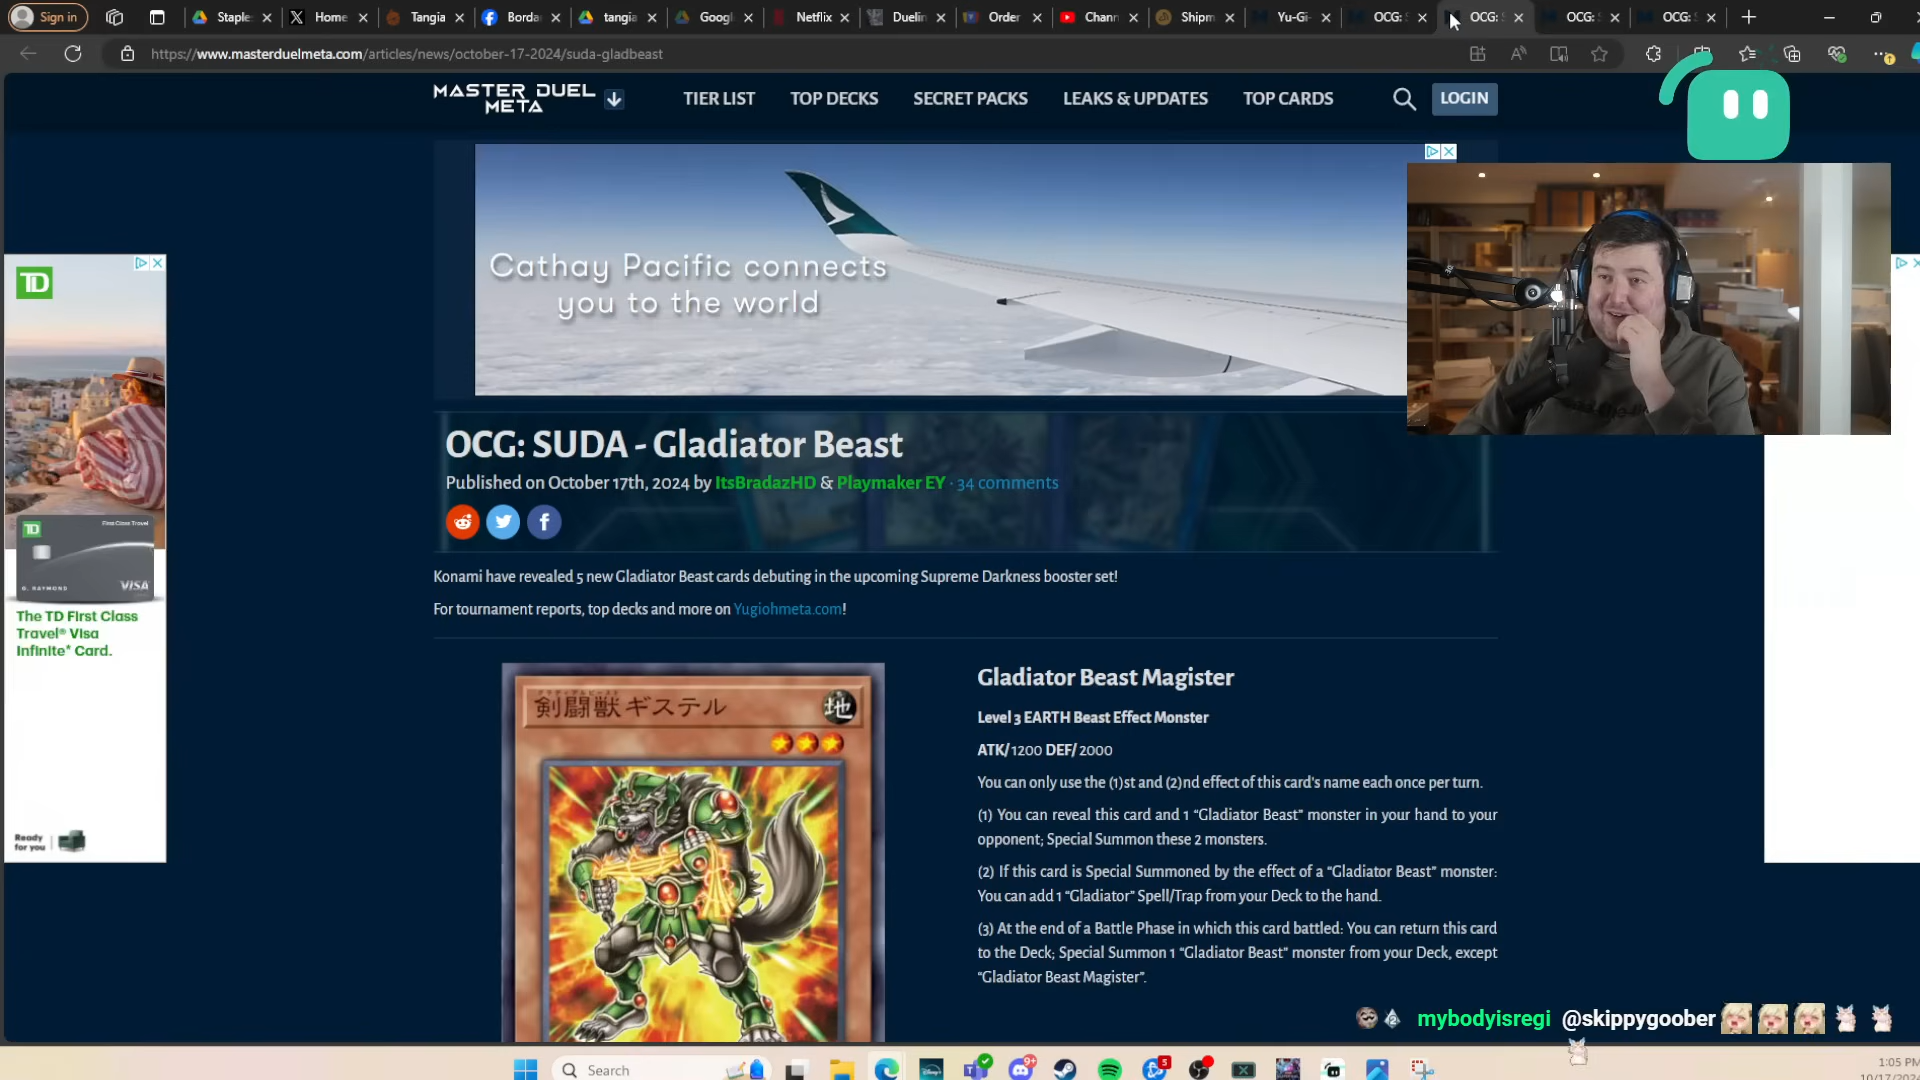 Sign in
Staple
Home
Tangia
Borda
tangia
Googl
Netflix
Duelin
Order
Chann
Shipm
Yu-Gi-
OCG:
OCG:
OCG:
OCG:
https://www.masterduelmeta.com/articles/news/october-17-2024/suda-gladbeast
MASTER DUEL
META
TIER LIST
TOP DECKS
SECRET PACKS
LEAKS & UPDATES
TOP CARDS
LOGIN
Cathay Pacific connects
you to the world
TD
TD
First Class Travel
VISA
The TD First Class
Travel® Visa
Infinite* Card.
Ready
for you
OCG: SUDA - Gladiator Beast
Published on October 17th, 2024 by ItsBradazHD & Playmaker EY · 34 comments
Konami have revealed 5 new Gladiator Beast cards debuting in the upcoming Supreme Darkness booster set!
For tournament reports, top decks and more on Yugiohmeta.com!
剣闘獣ギステル
地
Gladiator Beast Magister
Level 3 EARTH Beast Effect Monster
ATK/ 1200 DEF/ 2000
You can only use the (1)st and (2)nd effect of this card's name each once per turn.
(1) You can reveal this card and 1 “Gladiator Beast” monster in your hand to your
opponent; Special Summon these 2 monsters.
(2) If this card is Special Summoned by the effect of a “Gladiator Beast” monster:
You can add 1 “Gladiator” Spell/Trap from your Deck to the hand.
(3) At the end of a Battle Phase in which this card battled: You can return this card
to the Deck; Special Summon 1 “Gladiator Beast” monster from your Deck, except
“Gladiator Beast Magister”.
mybodyisregi @skippygoober
Search
9+
5
1:05 PM